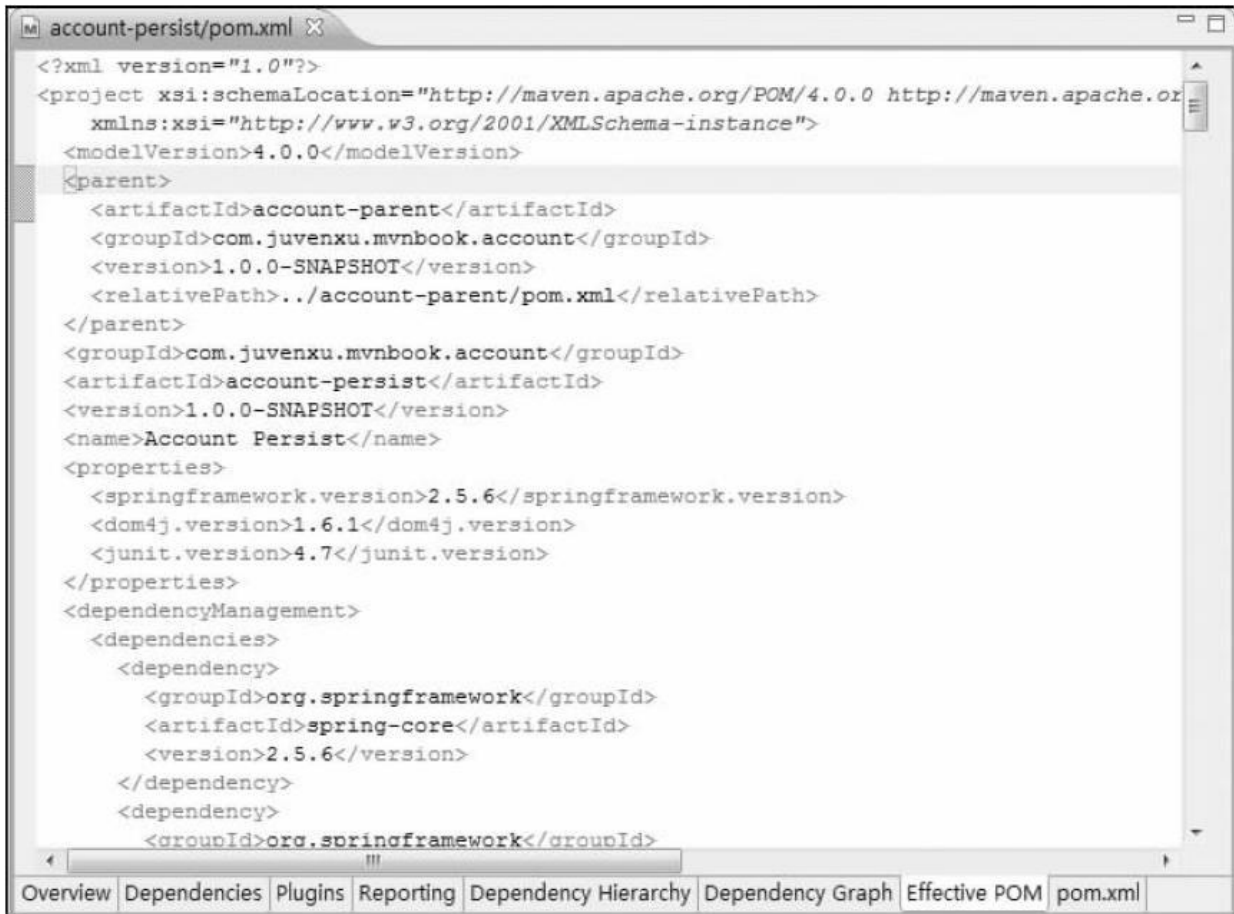 account-persist/pom.xml
<?xml version="1.0"?>
<project xsi:schemaLocation="http://maven.apache.org/POM/4.0.0 http://maven.apache.or
xmlns:xsi="http://www.w3.org/2001/XMLSchema-instance">
<modelVersion>4.0.0</modelVersion>
<parent>
<artifactId>account-parent</artifactId>
<groupId>com.juvenxu.mvnbook.account</groupId>
<version>1.0.0-SNAPSHOT</version>
<relativePath>../account-parent/pom.xml</relativePath>
</parent>
<groupId>com.juvenxu.mvnbook.account</groupId>
<artifactId>account-persist</artifactId>
<version>1.0.0-SNAPSHOT</version>
<name>Account Persist</name>
<properties>
<springframework.version>2.5.6</springframework.version>
<dom4j.version>1.6.1</dom4j.version>
<junit.version>4.7</junit.version>
</properties>
<dependencyManagement>
<dependencies>
<dependency>
<groupId>org.springframework</groupId>
<artifactId>spring-core</artifactId>
<version>2.5.6</version>
</dependency>
<dependency>
<groupId>org.springframework</groupId>
Overview Dependencies Plugins Reporting Dependency Hierarchy Dependency Graph Effective POM pom.xml